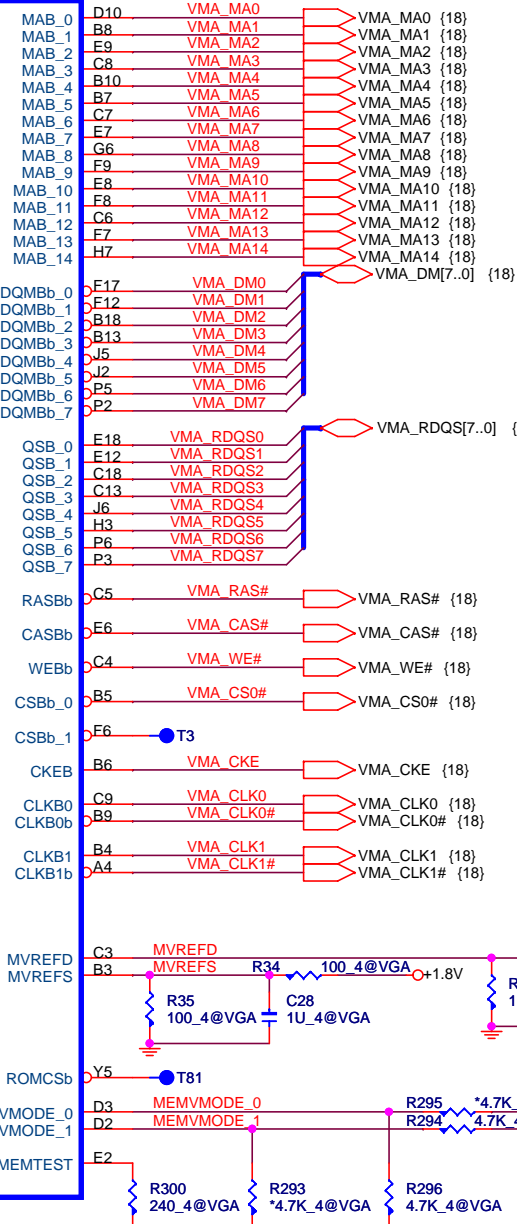 MAB_0 D10 VMA_MA0 VMA_MA0 {18}
MAB_1 B8 VMA_MA1 VMA_MA1 {18}
MAB_2 E9 VMA_MA2 VMA_MA2 {18}
MAB_3 C8 VMA_MA3 VMA_MA3 {18}
MAB_4 B10 VMA_MA4 VMA_MA4 {18}
MAB_5 B7 VMA_MA5 VMA_MA5 {18}
MAB_6 C7 VMA_MA6 VMA_MA6 {18}
MAB_7 E7 VMA_MA7 VMA_MA7 {18}
MAB_8 G6 VMA_MA8 VMA_MA8 {18}
MAB_9 F9 VMA_MA9 VMA_MA9 {18}
MAB_10 E8 VMA_MA10 VMA_MA10 {18}
MAB_11 F8 VMA_MA11 VMA_MA11 {18}
MAB_12 C6 VMA_MA12 VMA_MA12 {18}
MAB_13 F7 VMA_MA13 VMA_MA13 {18}
MAB_14 H7 VMA_MA14 VMA_MA14 {18}
VMA_DM[7..0] {18}
DQMBb_0 F17 VMA_DM0
DQMBb_1 F12 VMA_DM1
DQMBb_2 B18 VMA_DM2
DQMBb_3 B13 VMA_DM3
DQMBb_4 J5 VMA_DM4
DQMBb_5 J2 VMA_DM5
DQMBb_6 P5 VMA_DM6
DQMBb_7 P2 VMA_DM7
VMA_RDQS[7..0] {
QSB_0 E18 VMA_RDQS0
QSB_1 E12 VMA_RDQS1
QSB_2 C18 VMA_RDQS2
QSB_3 C13 VMA_RDQS3
QSB_4 J6 VMA_RDQS4
QSB_5 H3 VMA_RDQS5
QSB_6 P6 VMA_RDQS6
QSB_7 P3 VMA_RDQS7
RASBb C5 VMA_RAS# VMA_RAS# {18}
CASBb E6 VMA_CAS# VMA_CAS# {18}
WEBb C4 VMA_WE# VMA_WE# {18}
CSBb_0 B5 VMA_CS0# VMA_CS0# {18}
CSBb_1 F6 T3
CKEB B6 VMA_CKE VMA_CKE {18}
CLKB0 C9 VMA_CLK0 VMA_CLK0 {18}
CLKB0b B9 VMA_CLK0# VMA_CLK0# {18}
CLKB1 B4 VMA_CLK1 VMA_CLK1 {18}
CLKB1b A4 VMA_CLK1# VMA_CLK1# {18}
MVREFD C3 MVREFD
MVREFS B3 MVREFS R34 100_4@VGA +1.8V
R35 C28 R
100_4@VGA 1U_4@VGA 1
ROMCSb Y5 T81
VMODE_0 D3 MEMVMODE_0 R295 *4.7K_
VMODE_1 D2 MEMVMODE_1 R294 4.7K_4
MEMTEST E2
R300 R293 R296
240_4@VGA *4.7K_4@VGA 4.7K_4@VGA